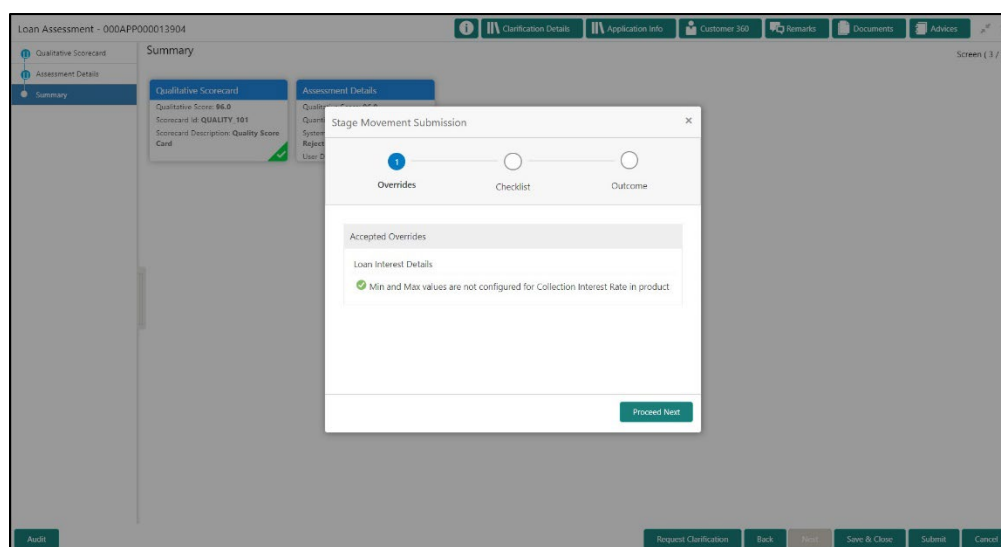 Loan Assessment - 000APP000013904
Clarification Details
Application Info
Customer 360
Remarks
Documents
Advices
Qualitative Scorecard
Assessment Details
Summary
Summary
Screen ( 3 /
Qualitative Scorecard
Qualitative Score: 96.0
Scorecard Id: QUALITY_101
Scorecard Description: Quality Score
Card
Assessment Details
Reject
User D
Stage Movement Submission
×
1
Overrides
Checklist
Outcome
Accepted Overrides
Loan Interest Details
Min and Max values are not configured for Collection Interest Rate in product
Proceed Next
Audit
Request Clarification
Back
Next
Save & Close
Submit
Cancel